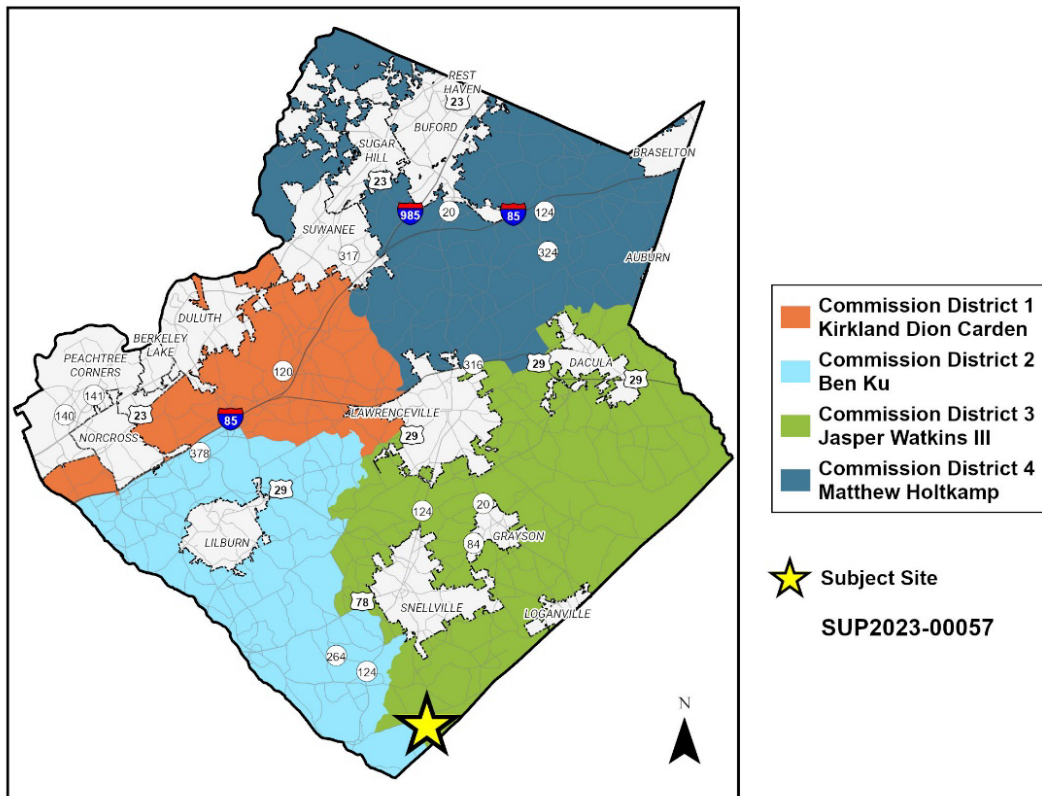 REST
HAVEN
23
BUFORD
SUGAR
HILL
23
BRASELTON
985
20
85
124
SUWANEE
317
324
AUBURN
DULUTH
BERKELEY
LAKE
PEACHTREE
CORNERS
141
140
23
NORCROSS
120
85
316
29
DACULA
29
LAWRENCEVILLE
29
378
29
LILBURN
124
20
GRAYSON
84
78
SNELLVILLE
LOGANVILLE
264
124
N
Commission District 1
Kirkland Dion Carden
Commission District 2
Ben Ku
Commission District 3
Jasper Watkins III
Commission District 4
Matthew Holtkamp
Subject Site
SUP2023-00057